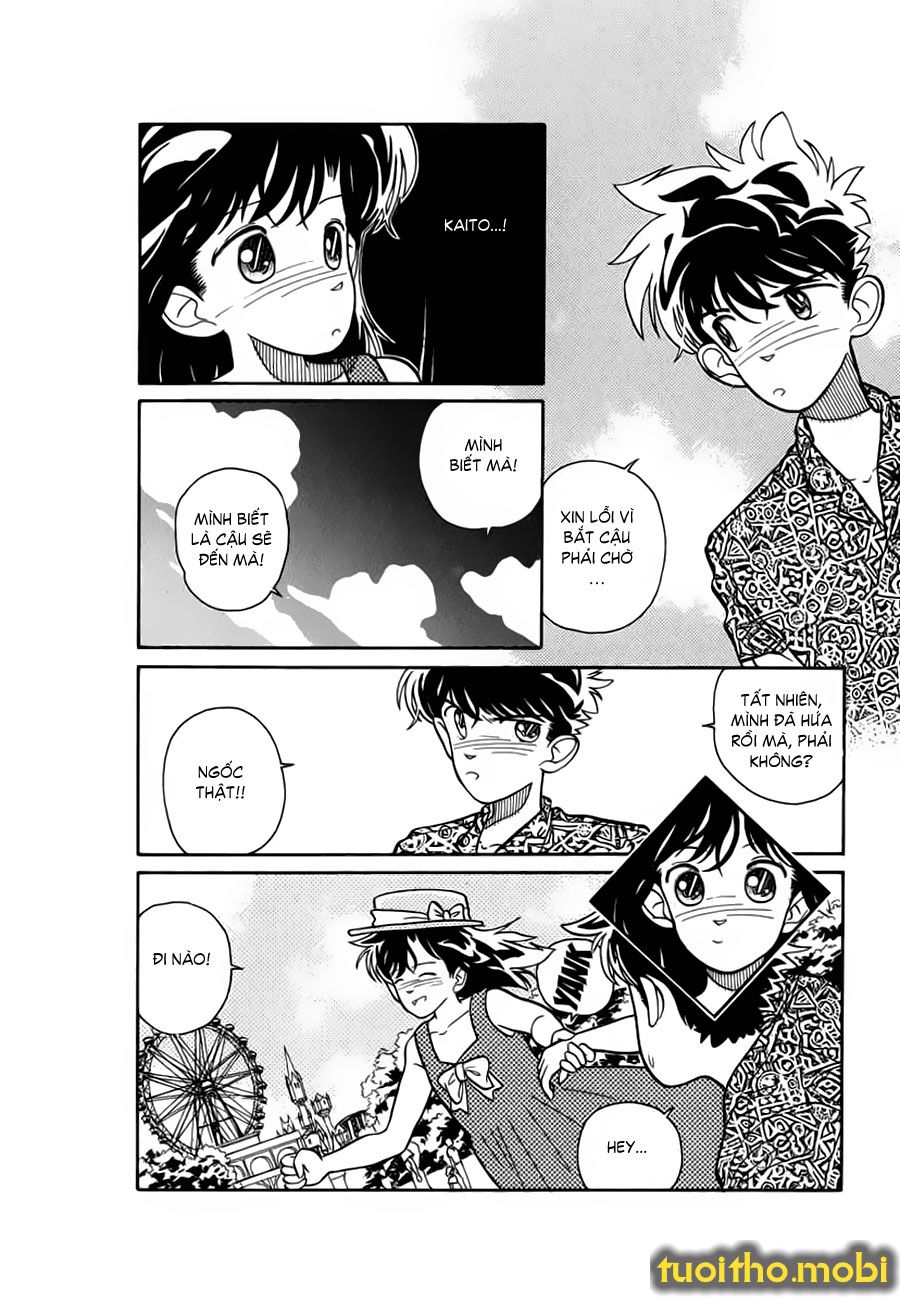 KAITO...!
MÌNH
BIẾT MÀ!
MÌNH BIẾT
LÀ CẬU SẼ
ĐẾN MÀ!
XIN LỖI VÌ
BẮT CẬU
PHẢI CHỜ
...
TẤT NHIÊN,
MÌNH ĐÃ HỨA
RỒI MÀ, PHẢI
KHÔNG?
NGỐC
THẬT!!
ĐI NÀO!
YANK
HEY...
tuoitho.mobi